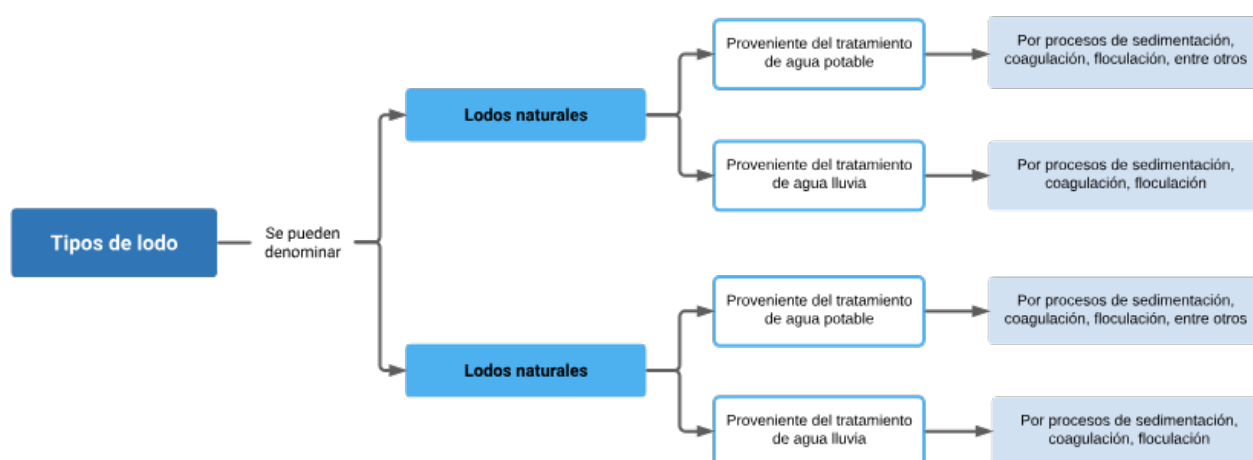 Tipos de lodo
Se pueden
denominar
Lodos naturales
Proveniente del tratamiento
de agua potable
Por procesos de sedimentación,
coagulación, floculación, entre otros
Proveniente del tratamiento
de agua lluvia
Por procesos de sedimentación,
coagulación, floculación
Lodos naturales
Proveniente del tratamiento
de agua potable
Por procesos de sedimentación,
coagulación, floculación, entre otros
Proveniente del tratamiento
de agua lluvia
Por procesos de sedimentación,
coagulación, floculación